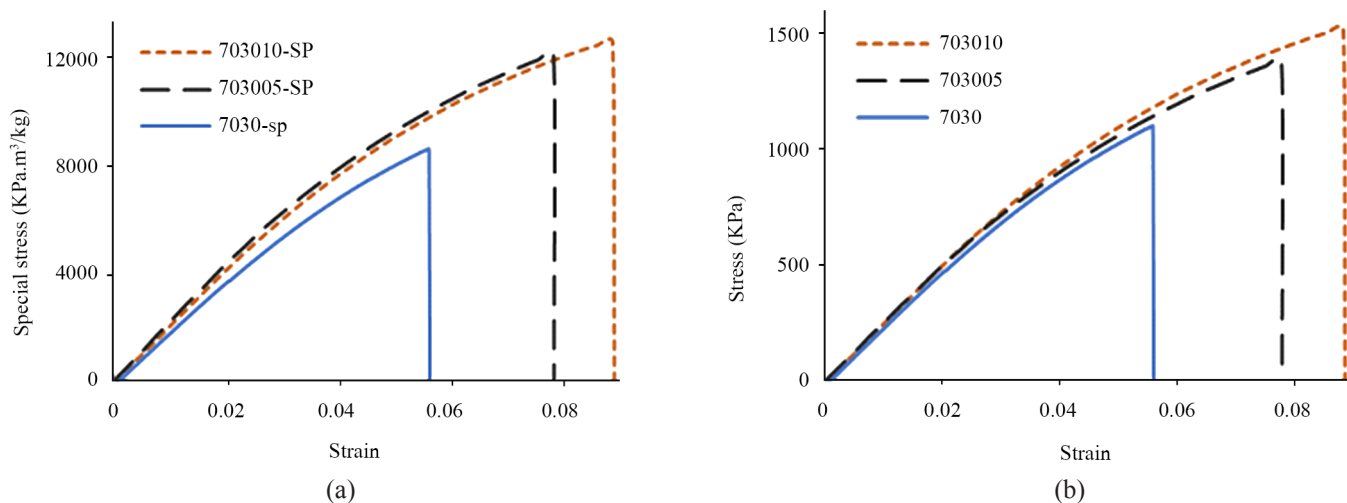 Special stress (KPa.m³/kg)
12000
8000
4000
0
703010-SP
703005-SP
7030-sp
0
0.02
0.04
0.06
0.08
Strain
(a)
Stress (KPa)
1500
1000
500
0
703010
703005
7030
0
0.02
0.04
0.06
0.08
Strain
(b)